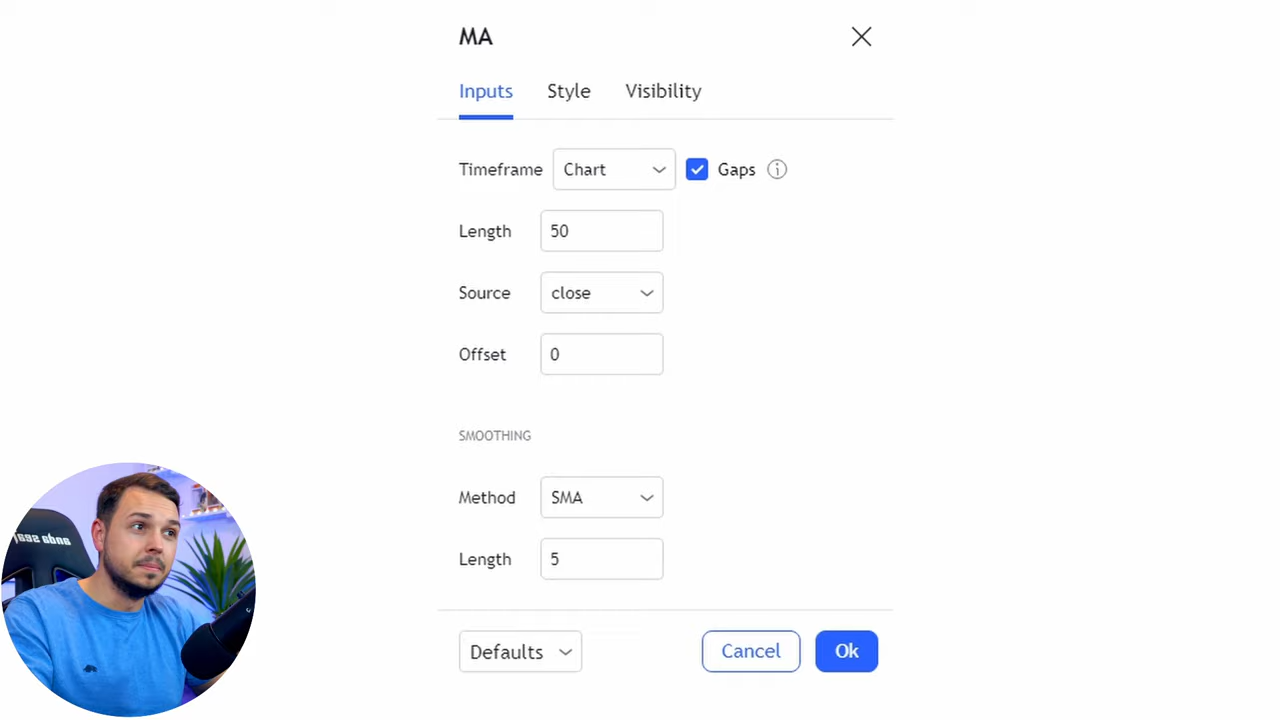 MA
Inputs Style Visibility
Timeframe Chart Gaps
Length 50
Source close
Offset 0
SMOOTHING
Method SMA
Length 5
Defaults Cancel Ok